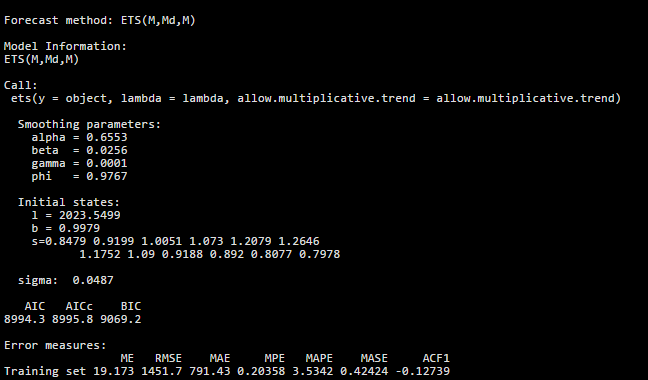 Forecast method: ETS(M,Md,M)
Model Information:
ETS(M,Md,M)
Call:
ets(y = object, lambda = lambda, allow.multiplicative.trend = allow.multiplicative.trend)
Smoothing parameters:
alpha = 0.6553
beta  = 0.0256
gamma = 0.0001
phi   = 0.9767
Initial states:
l = 2023.5499
b = 0.9979
s=0.8479 0.9199 1.0051 1.073 1.2079 1.2646
1.1752 1.09 0.9188 0.892 0.8077 0.7978
sigma:  0.0487
AIC   AICc    BIC
8994.3 8995.8 9069.2
Error measures:
ME   RMSE    MAE     MPE   MAPE    MASE     ACF1
Training set 19.173 1451.7 791.43 0.20358 3.5342 0.42424 -0.12739